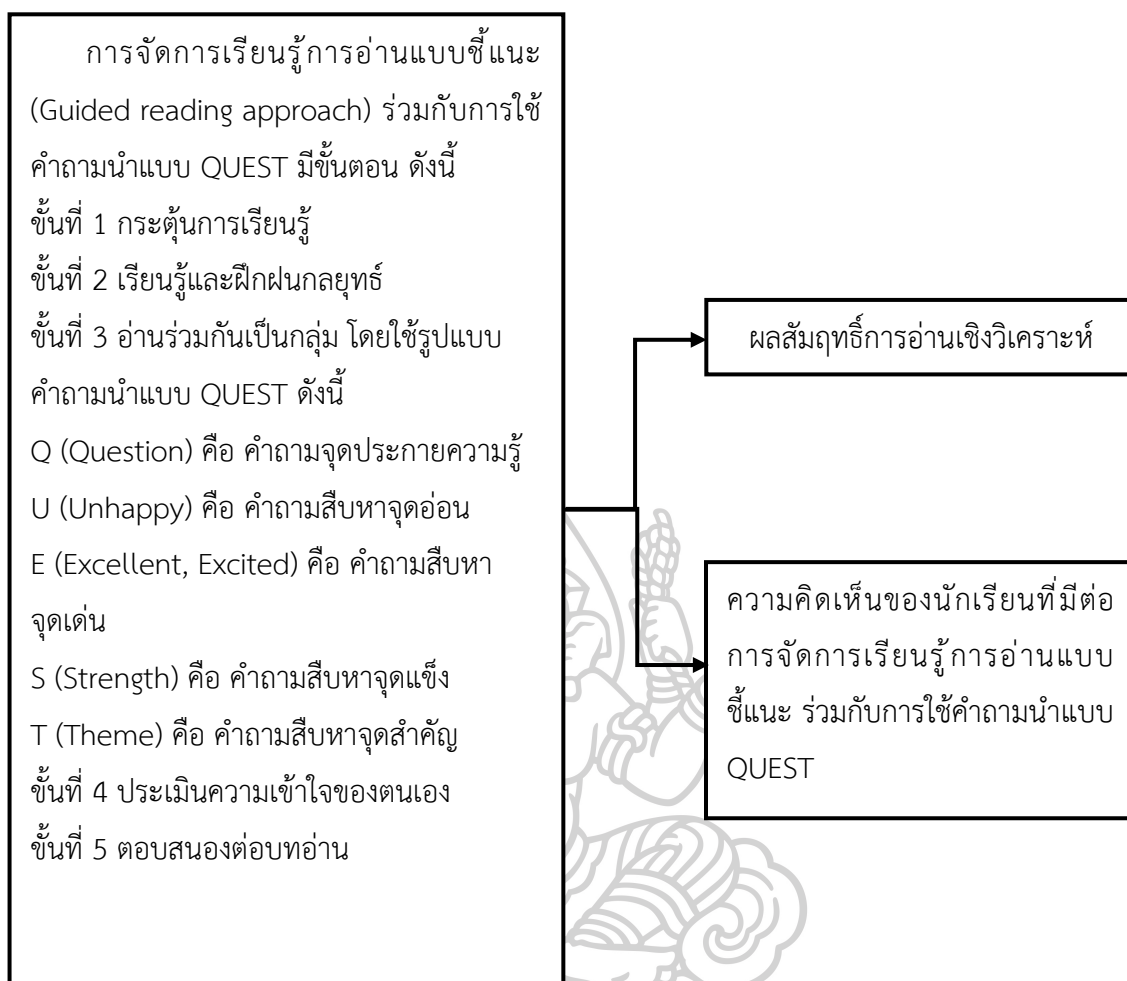 การจัดการเรียนรู้การอ่านแบบชี้แนะ
(Guided reading approach) ร่วมกับการใช้
คำถามนำแบบ QUEST มีขั้นตอน ดังนี้
ขั้นที่ 1 กระตุ้นการเรียนรู้
ขั้นที่ 2 เรียนรู้และฝึกฝนกลยุทธ์
ขั้นที่ 3 อ่านร่วมกันเป็นกลุ่ม โดยใช้รูปแบบ
คำถามนำแบบ QUEST ดังนี้
Q (Question) คือ คำถามจุดประกายความรู้
U (Unhappy) คือ คำถามสืบหาจุดอ่อน
E (Excellent, Excited) คือ คำถามสืบหา
จุดเด่น
S (Strength) คือ คำถามสืบหาจุดแข็ง
T (Theme) คือ คำถามสืบหาจุดสำคัญ
ขั้นที่ 4 ประเมินความเข้าใจของตนเอง
ขั้นที่ 5 ตอบสนองต่อบทอ่าน
ผลสัมฤทธิ์การอ่านเชิงวิเคราะห์
ความคิดเห็นของนักเรียนที่มีต่อ
การจัดการเรียนรู้การอ่านแบบ
ชี้แนะ ร่วมกับการใช้คำถามนำแบบ
QUEST